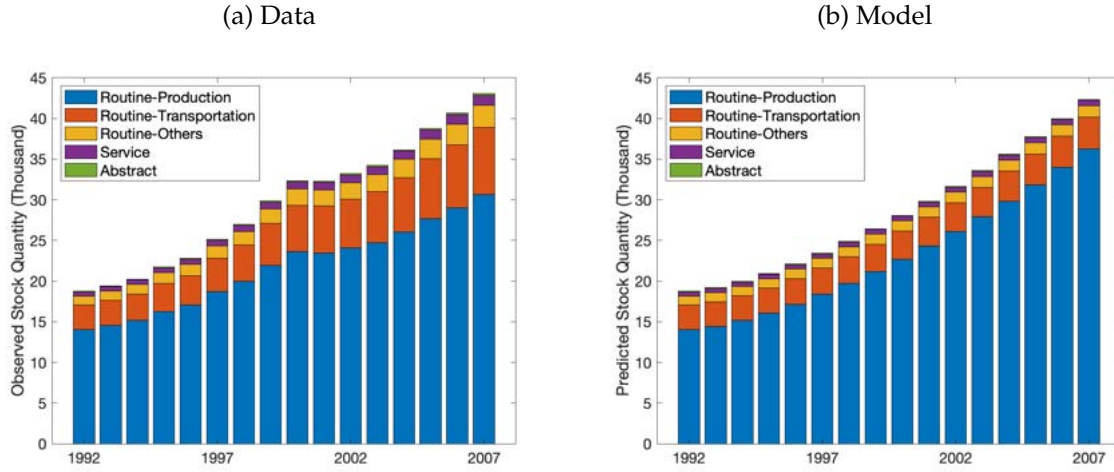 (a) Data
45
40
35
30
25
20
15
10
5
0
Observed Stock Quantity (Thousand)
Routine-Production
Routine-Transportation
Routine-Others
Service
Abstract
1992
1997
2002
2007
(b) Model
45
40
35
30
25
20
15
10
5
0
Predicted Stock Quantity (Thousand)
Routine-Production
Routine-Transportation
Routine-Others
Service
Abstract
1992
1997
2002
2007